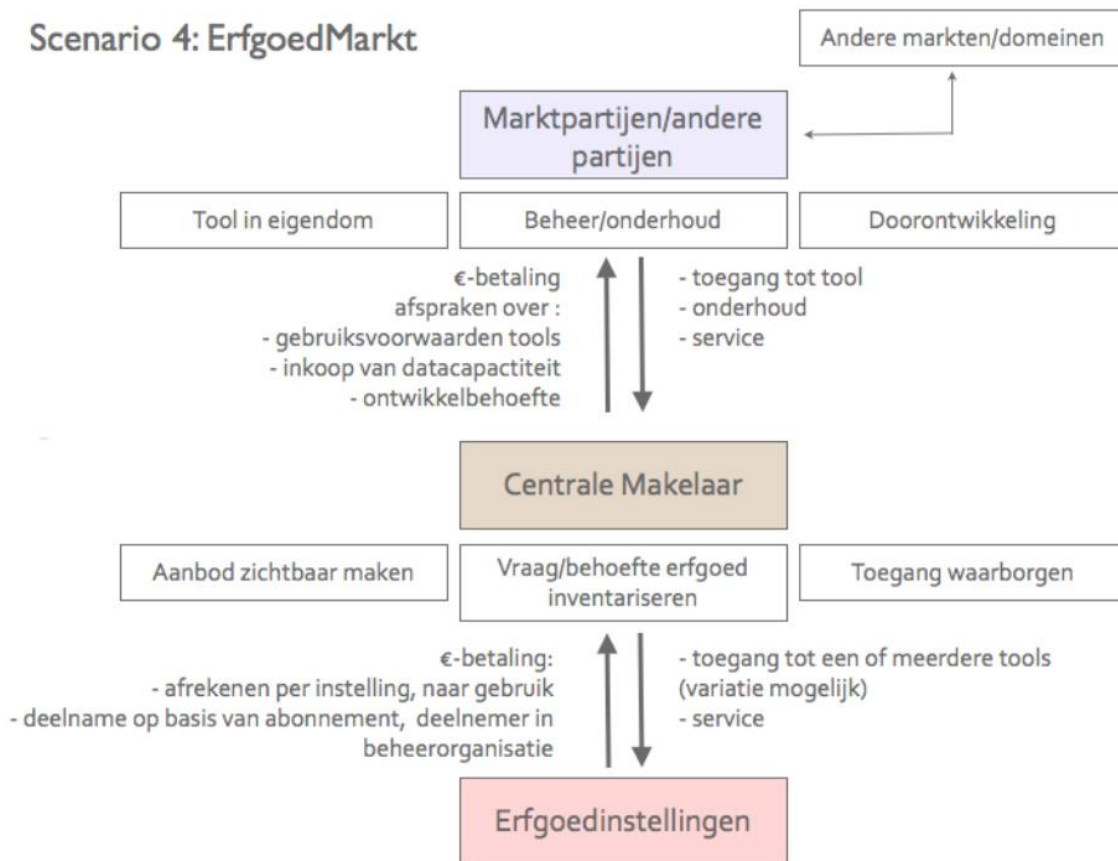 Scenario 4: ErfgoedMarkt
Andere markten/domeinen
Marktpartijen/andere
partijen
Tool in eigendom
Beheer/onderhoud
Doorontwikkeling
€-betaling
afspraken over :
- gebruiksvoorwaarden tools
- inkoop van datacapactiteit
- ontwikkelbehoefte
- toegang tot tool
- onderhoud
- service
Centrale Makelaar
Aanbod zichtbaar maken
Vraag/behoefte erfgoed
inventariseren
Toegang waarborgen
€-betaling:
- afrekenen per instelling, naar gebruik
- deelname op basis van abonnement, deelnemer in
beheerorganisatie
- toegang tot een of meerdere tools
(variatie mogelijk)
- service
Erfgoedinstellingen